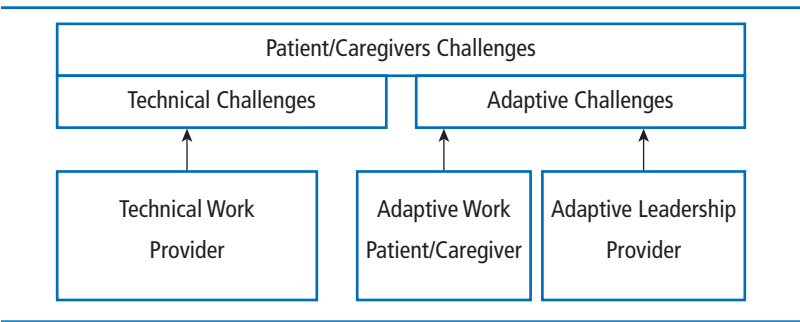 Patient/Caregivers Challenges
Technical Challenges
Adaptive Challenges
Technical Work
Provider
Adaptive Work
Patient/Caregiver
Adaptive Leadership
Provider